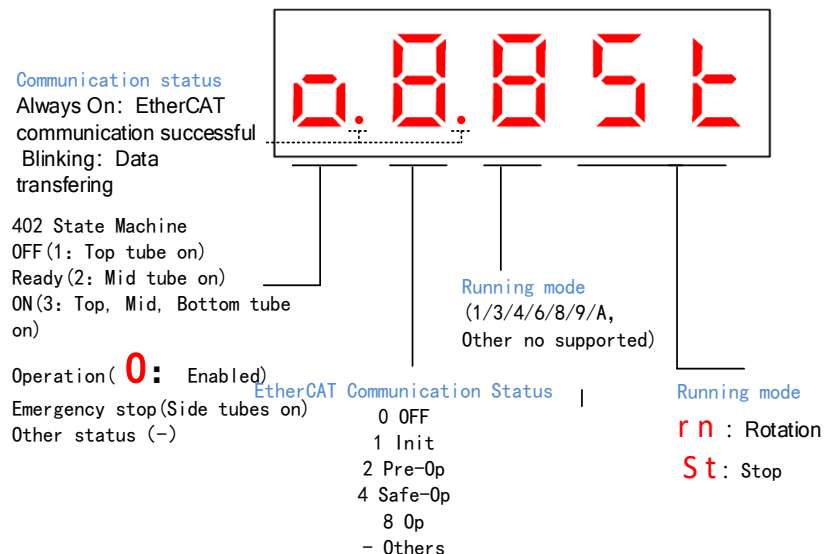 o.8.8St
Communication status
Always On: EtherCAT
communication successful
Blinking: Data
transfering
402 State Machine
OFF(1: Top tube on)
Ready(2: Mid tube on)
ON(3: Top, Mid, Bottom tube
on)
Operation( O: Enabled)
Emergency stop(Side tubes on)
Other status (-)
EtherCAT Communication Status
0 OFF
1 Init
2 Pre-Op
4 Safe-Op
8 Op
- Others
Running mode
(1/3/4/6/8/9/A,
Other no supported)
Running mode
rn : Rotation
St: Stop